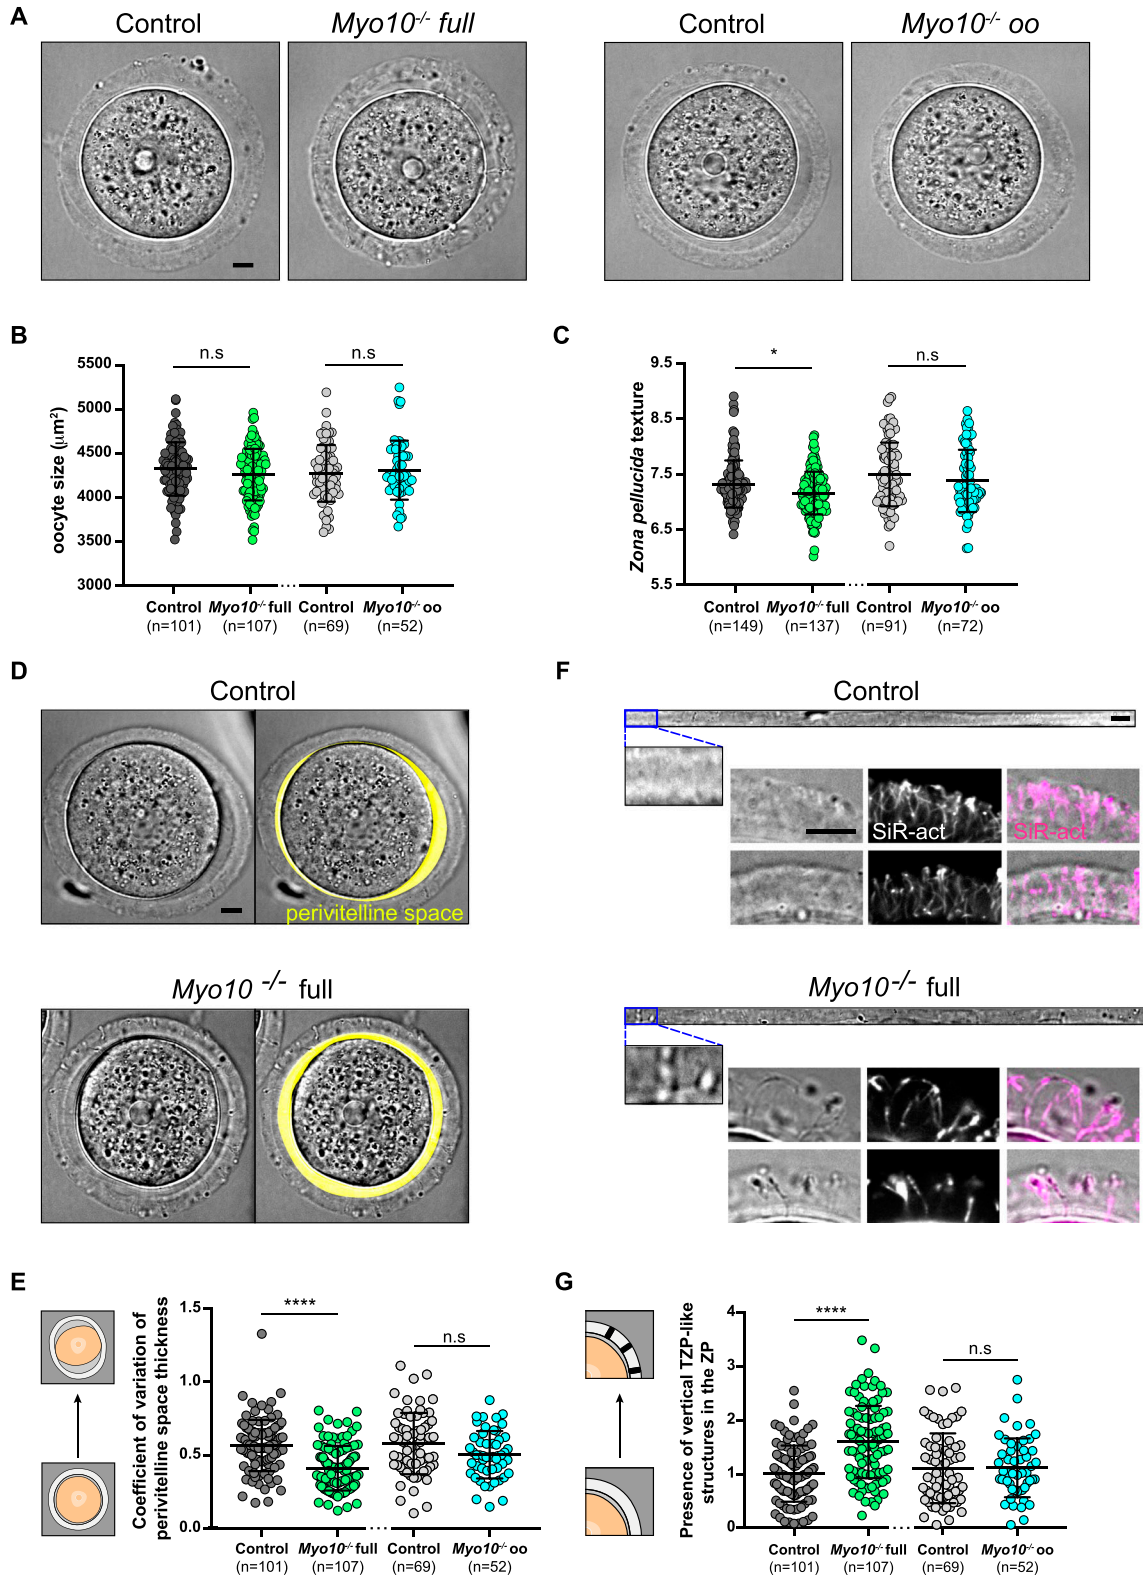 A
Control
Myo10-/- full
Control
Myo10-/- oo
B
oocyte size (µm²)
5500
5000
4500
4000
3500
3000
n.s
n.s
Control
Myo10-/- full
Control
Myo10-/- oo
(n=101)
(n=107)
(n=69)
(n=52)
C
Zona pellucida texture
9.5
8.5
7.5
6.5
5.5
*
n.s
Control
Myo10-/- full
Control
Myo10-/- oo
(n=149)
(n=137)
(n=91)
(n=72)
D
Control
perivitelline space
Myo10 -/- full
F
Control
SiR-act
SiR-act
Myo10-/- full
E
Coefficient of variation of
perivitelline space thickness
1.5
1.0
0.5
0.0
****
n.s
Control
Myo10-/- full
Control
Myo10-/- oo
(n=101)
(n=107)
(n=69)
(n=52)
G
Presence of vertical TZP-like
structures in the ZP
4
3
2
1
0
****
n.s
Control
Myo10-/- full
Control
Myo10-/- oo
(n=101)
(n=107)
(n=69)
(n=52)